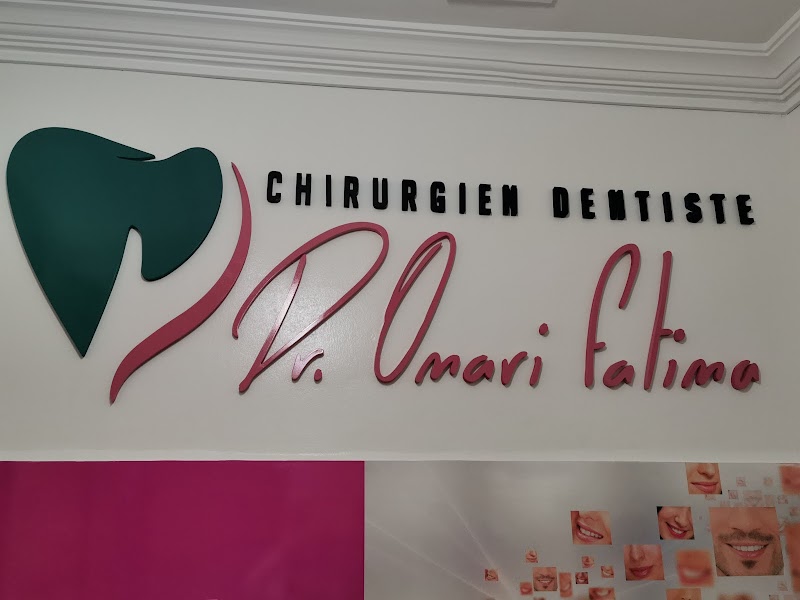 CHIRURGIEN DENTISTE
Dr. Omari Fatima